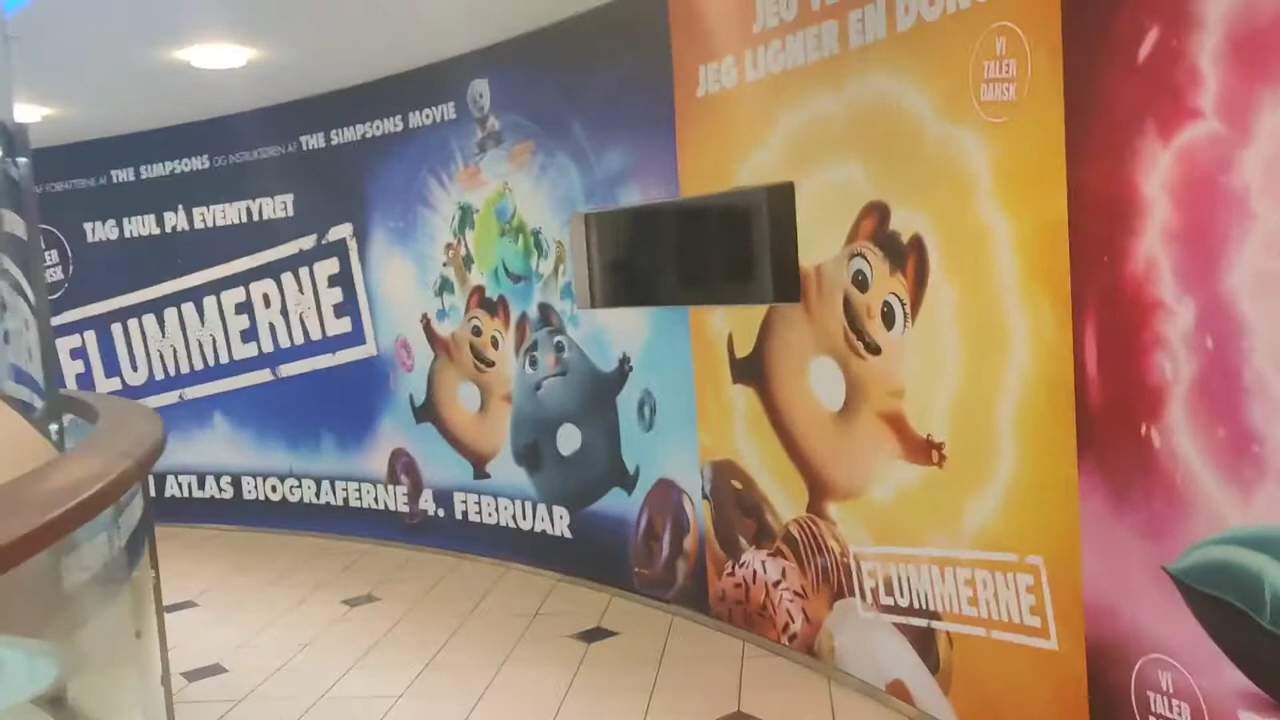 AF FORFATTERNE AF THE SIMPSONS OG INSTRUKTØREN AF THE SIMPSONS MOVIE
TAG HUL PÅ EVENTYRET
FLUMMERNE
I ATLAS BIOGRAFERNE 4. FEBRUAR
JEG
JEG LIGNER EN
VI
TALER
DANSK
FLUMMERNE
VI
TALER